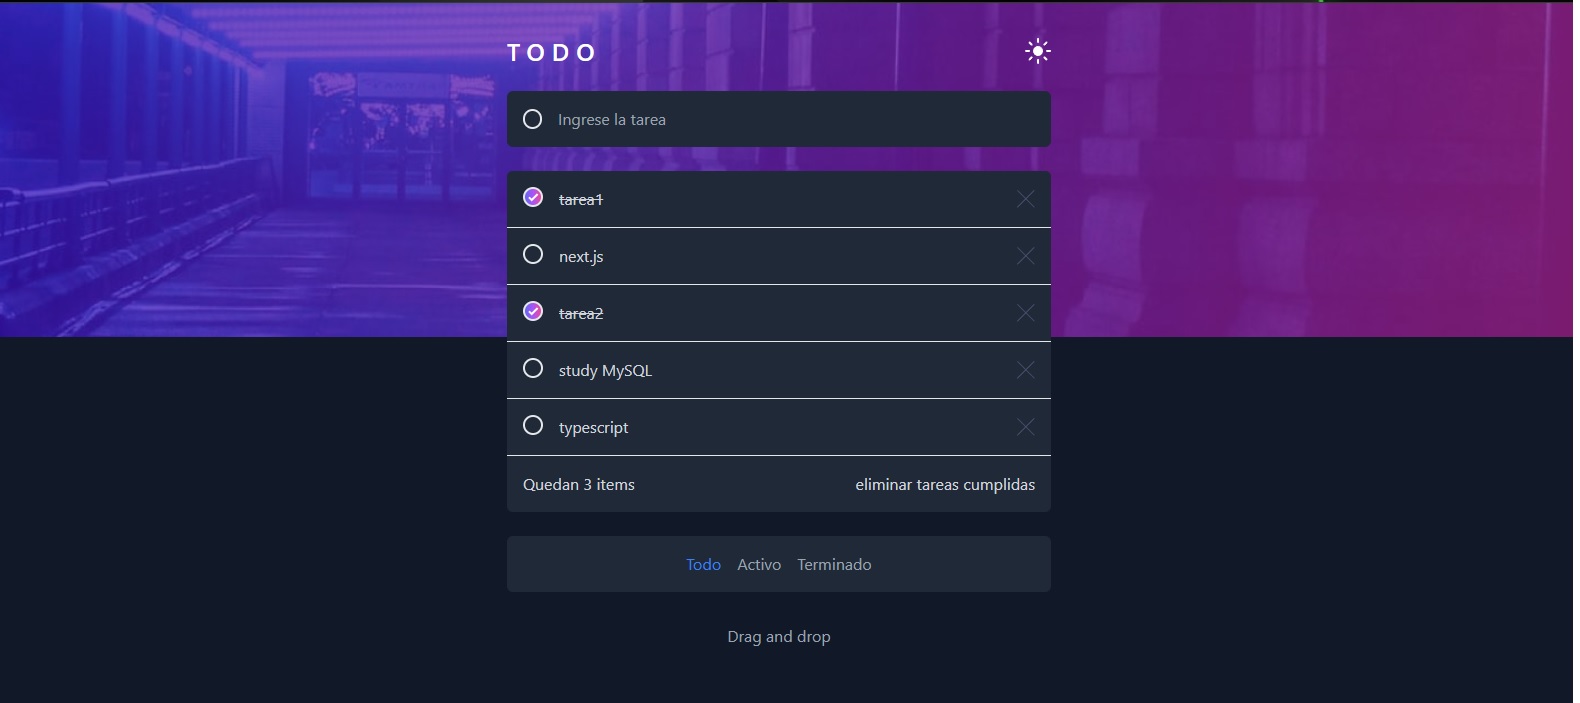 TODO
Ingrese la tarea
tarea1
next.js
tarea2
study MySQL
typescript
Quedan 3 items eliminar tareas cumplidas
Todo Activo Terminado
Drag and drop